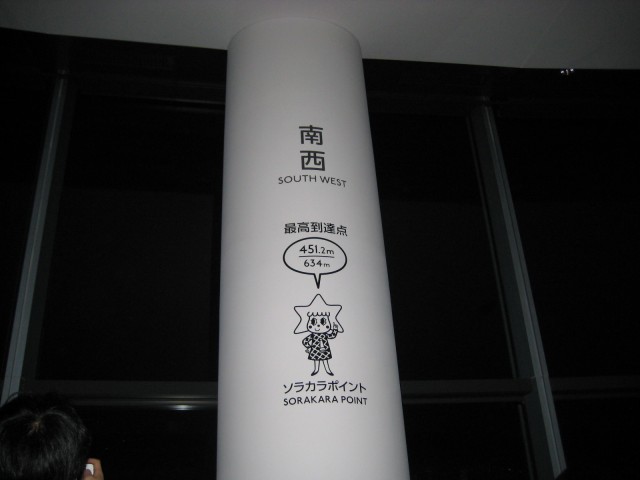 南
西
SOUTH WEST
最高到達点
451.2m
634m
ソラカラポイント
SORAKARA POINT